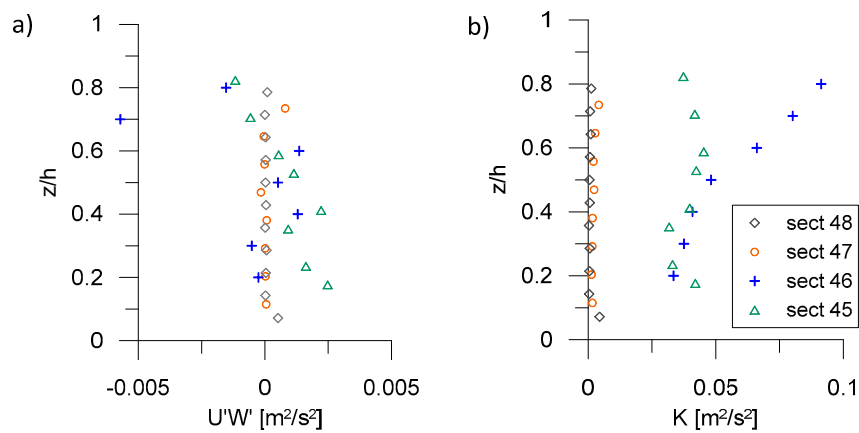 a)
1
0.8
0.6
0.4
0.2
0
z/h
-0.005
0
0.005
U'W' [m²/s²]
b)
1
0.8
0.6
0.4
0.2
0
z/h
0
0.05
0.1
K [m²/s²]
sect 48
sect 47
sect 46
sect 45